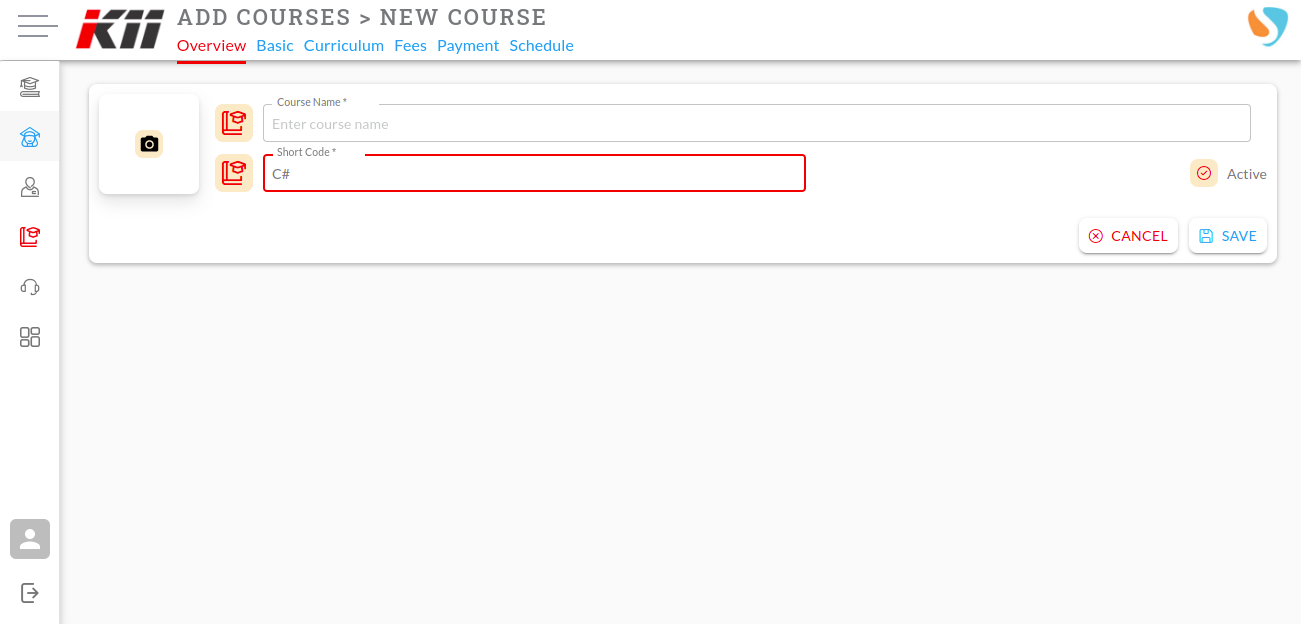 KII
ADD COURSES > NEW COURSE
Overview Basic Curriculum Fees Payment Schedule
Course Name *
Enter course name
Short Code *
C#
Active
CANCEL SAVE